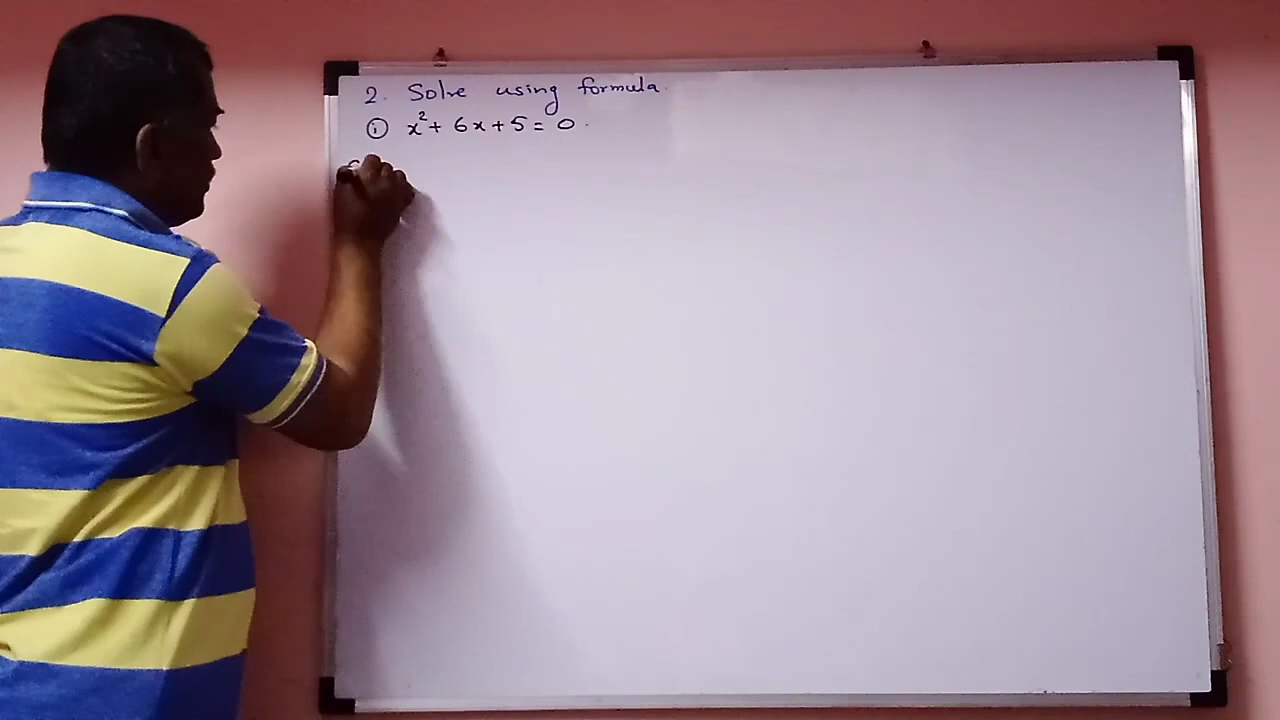 2. Solve using formula.
(i) x² + 6x + 5 = 0.